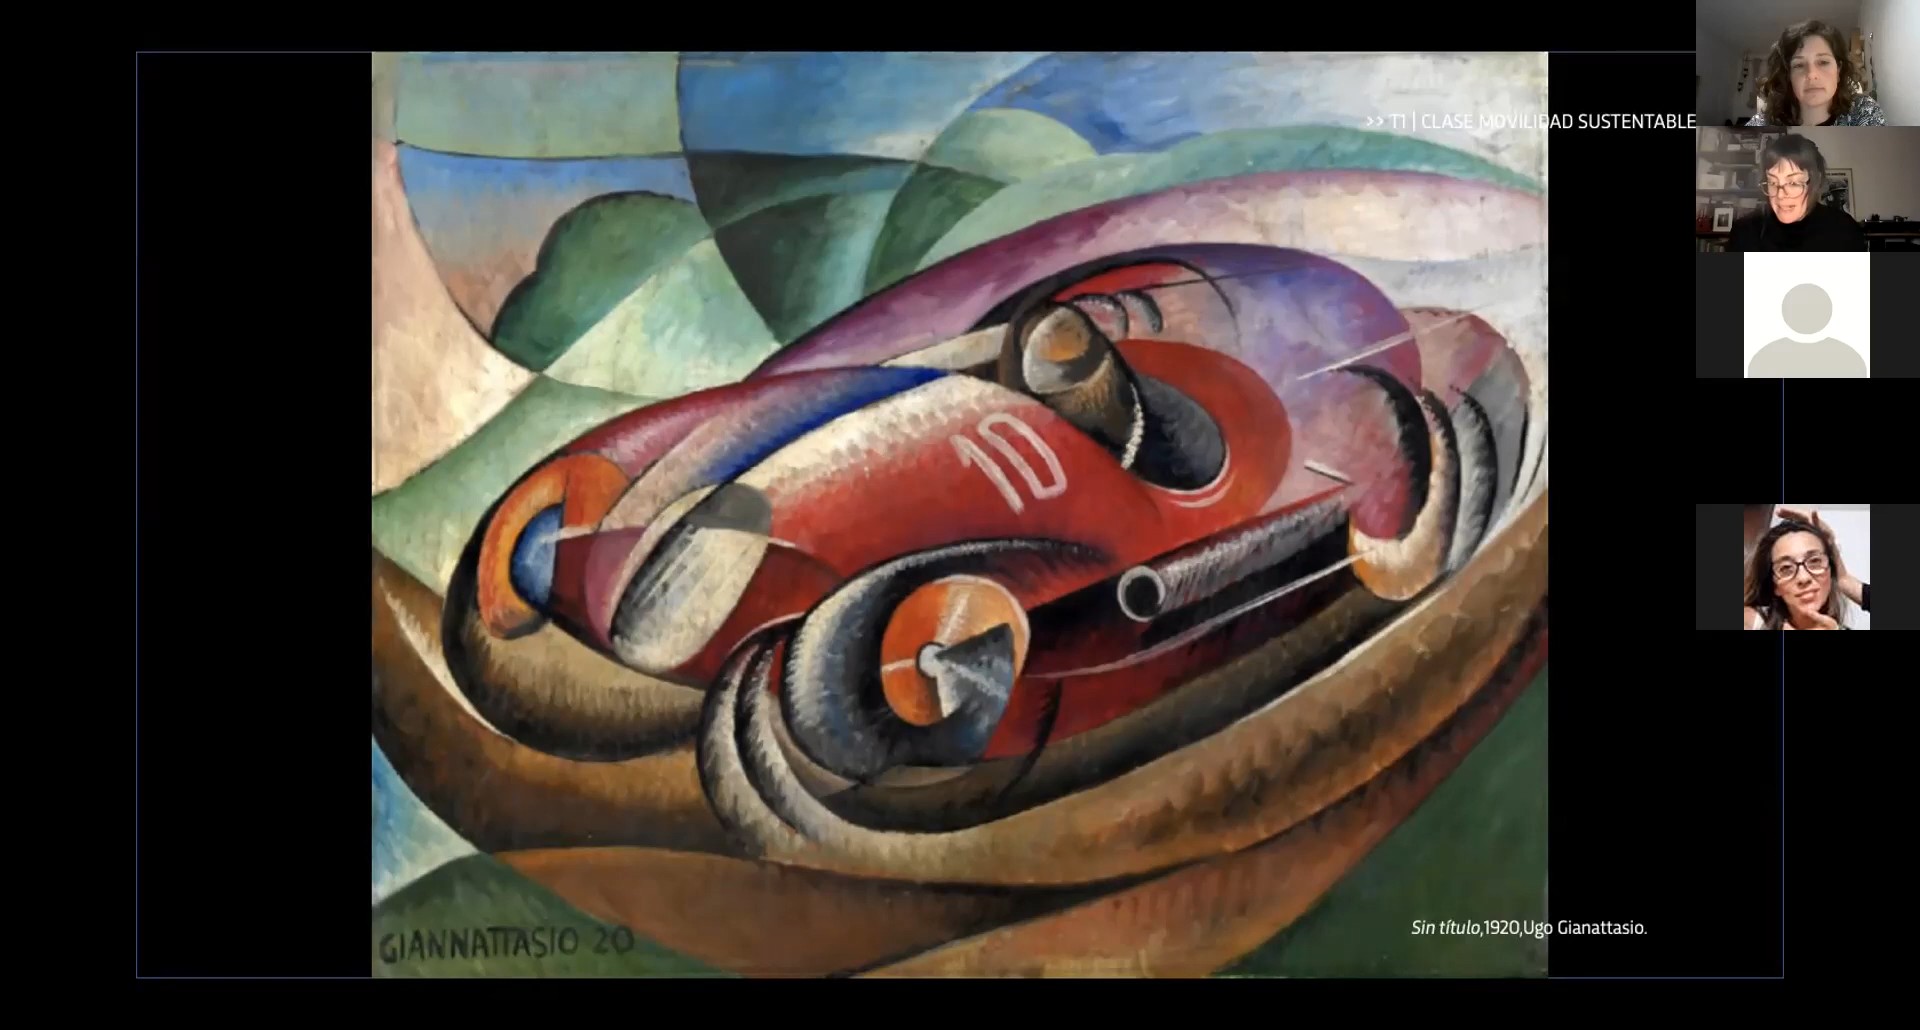 >> T1 | CLASE MOVILIDAD SUSTENTABLE
10
GIANNATTASIO 20
Sin título,1920,Ugo Gianattasio.